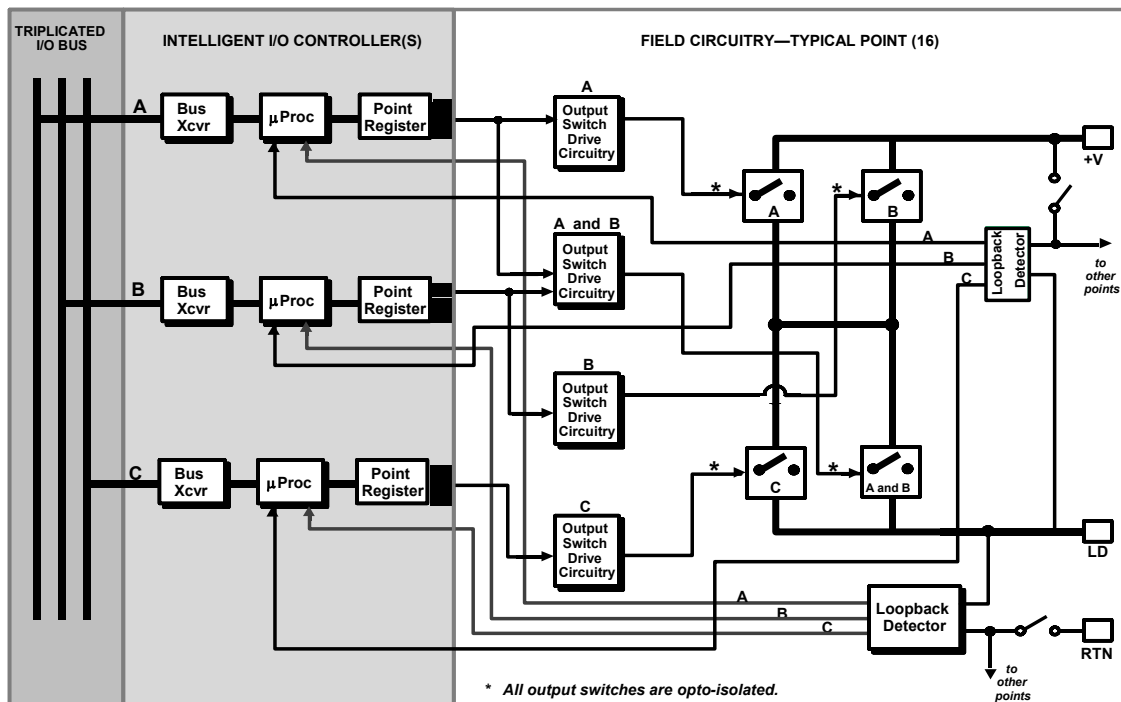 TRIPLICATED
I/O BUS
INTELLIGENT I/O CONTROLLER(S)
FIELD CIRCUITRY—TYPICAL POINT (16)
A
Bus
Xcvr
µProc
Point
Register
A
Output
Switch
Drive
Circuitry
+V
*
A
*
B
A and B
Output
Switch
Drive
Circuitry
A
B
C
Loopback
Detector
to
other
points
B
Bus
Xcvr
µProc
Point
Register
B
Output
Switch
Drive
Circuitry
C
Bus
Xcvr
µProc
Point
Register
*
C
*
A and B
C
Output
Switch
Drive
Circuitry
LD
A
B
C
Loopback
Detector
RTN
to
other
points
* All output switches are opto-isolated.